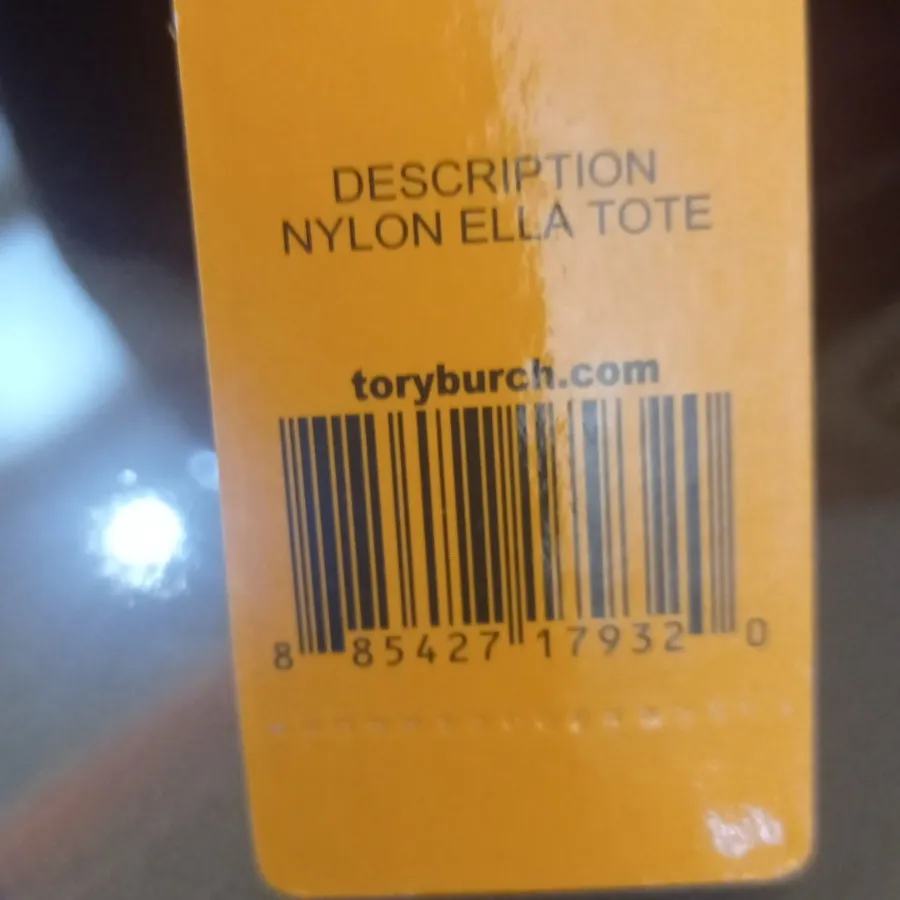 DESCRIPTION
NYLON ELLA TOTE
toryburch.com
8 85427 17932 0